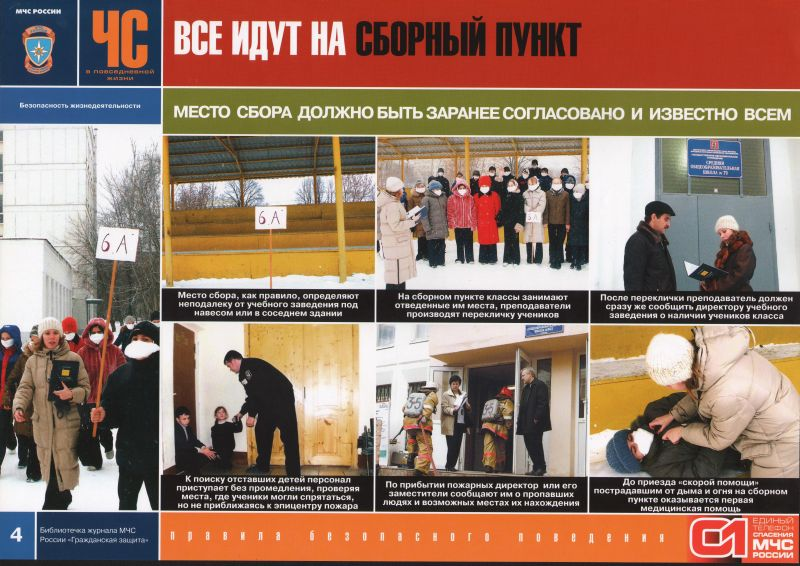 МЧС РОССИИ
ЧС
в повседневной
жизни
ВСЕ ИДУТ НА СБОРНЫЙ ПУНКТ
Безопасность жизнедеятельности
МЕСТО СБОРА ДОЛЖНО БЫТЬ ЗАРАНЕЕ СОГЛАСОВАНО И ИЗВЕСТНО ВСЕМ
6"А"
6"А"
СРЕДНЯЯ
ОБЩЕОБРАЗОВАТЕЛЬНАЯ
Место сбора, как правило, определяют
неподалеку от учебного заведения под
навесом или в соседнем здании
На сборном пункте классы занимают
отведенные им места, преподаватели
производят перекличку учеников
После переклички преподаватель должен
сразу же сообщить директору учебного
заведения о наличии учеников класса
К поиску отставших детей персонал
приступает без промедления, проверяя
места, где ученики могли спрятаться,
но не приближаясь к эпицентру пожара
По прибытии пожарных директор или его
заместители сообщают им о пропавших
людях и возможных местах их нахождения
До приезда «скорой помощи»
пострадавшим от дыма и огня на сборном
пункте оказывается первая
медицинская помощь
4
Библиотечка журнала МЧС
России «Гражданская защита»
правила безопасного поведения
01
ЕДИНЫЙ
ТЕЛЕФОН
СПАСЕНИЯ
МЧС
РОССИИ